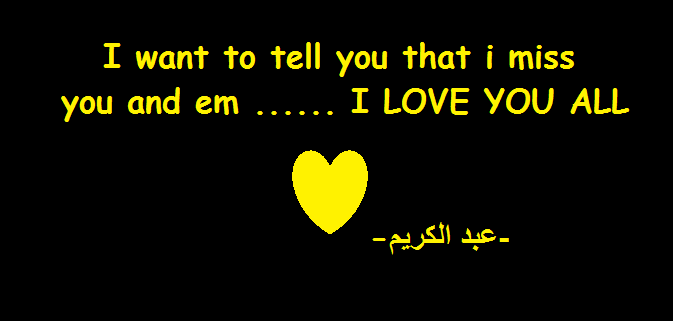 I want to tell you that i miss
you and em ...... I LOVE YOU ALL
-عبد الكريم-